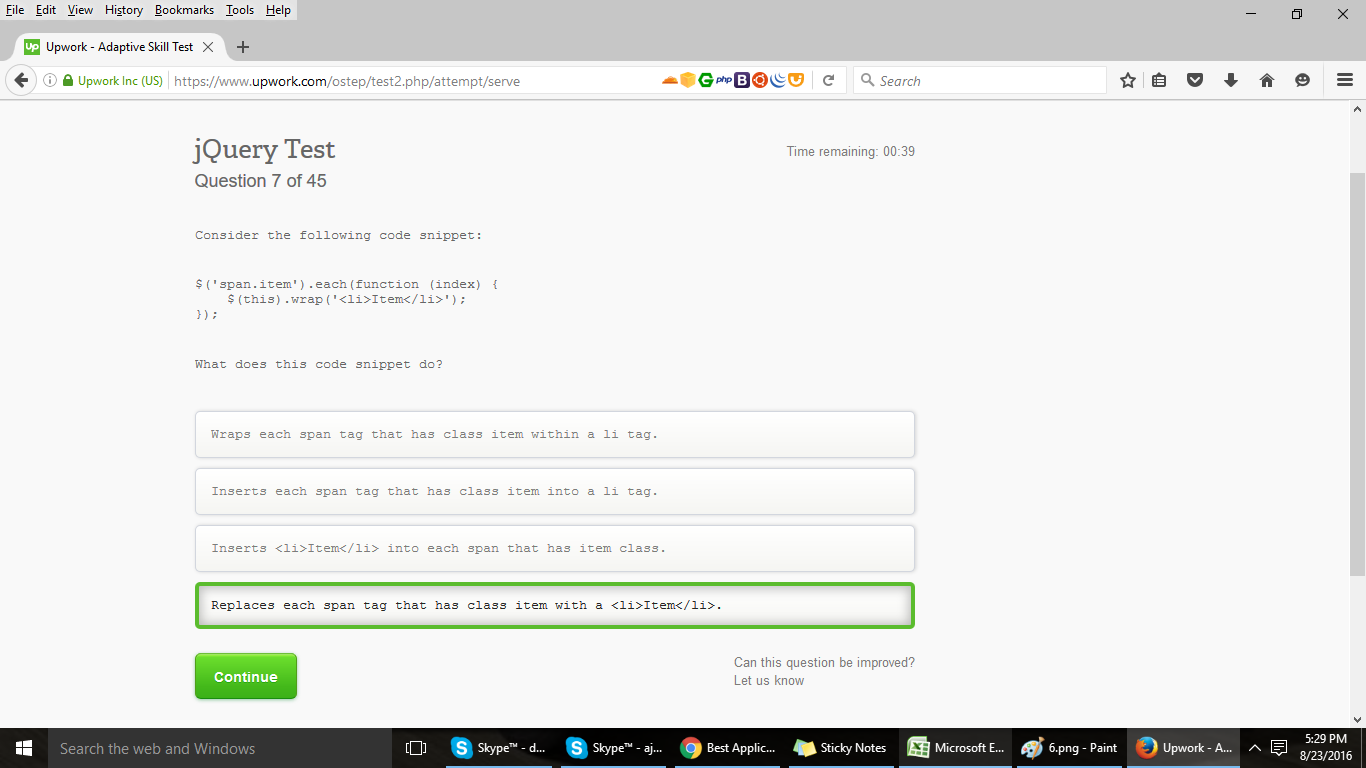 File Edit View History Bookmarks Tools Help
Up Upwork - Adaptive Skill Test
Upwork Inc (US) https://www.upwork.com/ostep/test2.php/attempt/serve php B Search
jQuery Test
Time remaining: 00:39
Question 7 of 45
Consider the following code snippet:
$('span.item').each(function (index) {
$(this).wrap('<li>Item</li>');
});
What does this code snippet do?
Wraps each span tag that has class item within a li tag.
Inserts each span tag that has class item into a li tag.
Inserts <li>Item</li> into each span that has item class.
Replaces each span tag that has class item with a <li>Item</li>.
Continue
Can this question be improved?
Let us know
Search the web and Windows
Skype™ - d...
Skype™ - aj...
Best Applic...
Sticky Notes
Microsoft E...
6.png - Paint
Upwork - A...
5:29 PM
8/23/2016